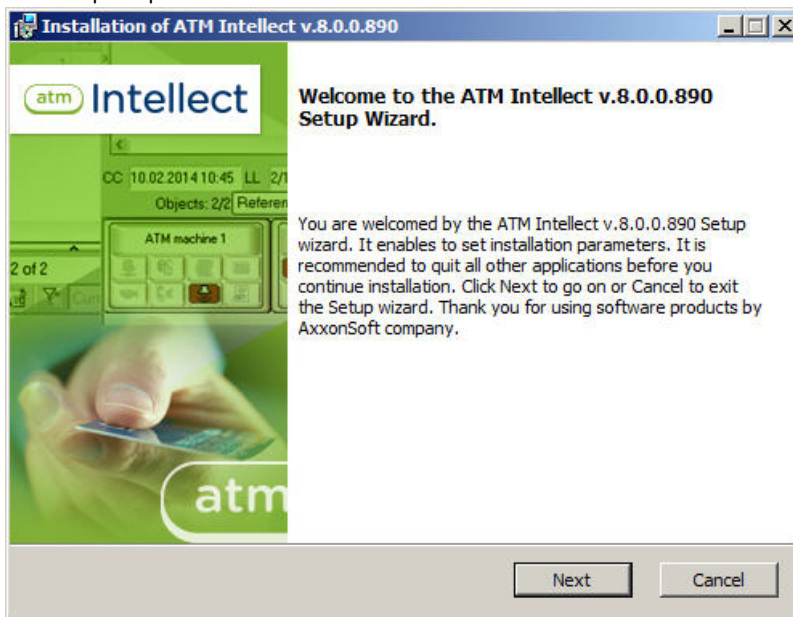 Installation of ATM Intellect v.8.0.0.890
atm Intellect
CC 10.02.2014 10:45 LL
Objects: 2/2
ATM machine 1
2 of 2
atm
Welcome to the ATM Intellect v.8.0.0.890
Setup Wizard.
You are welcomed by the ATM Intellect v.8.0.0.890 Setup
wizard. It enables to set installation parameters. It is
recommended to quit all other applications before you
continue installation. Click Next to go on or Cancel to exit
the Setup wizard. Thank you for using software products by
AxxonSoft company.
Next
Cancel